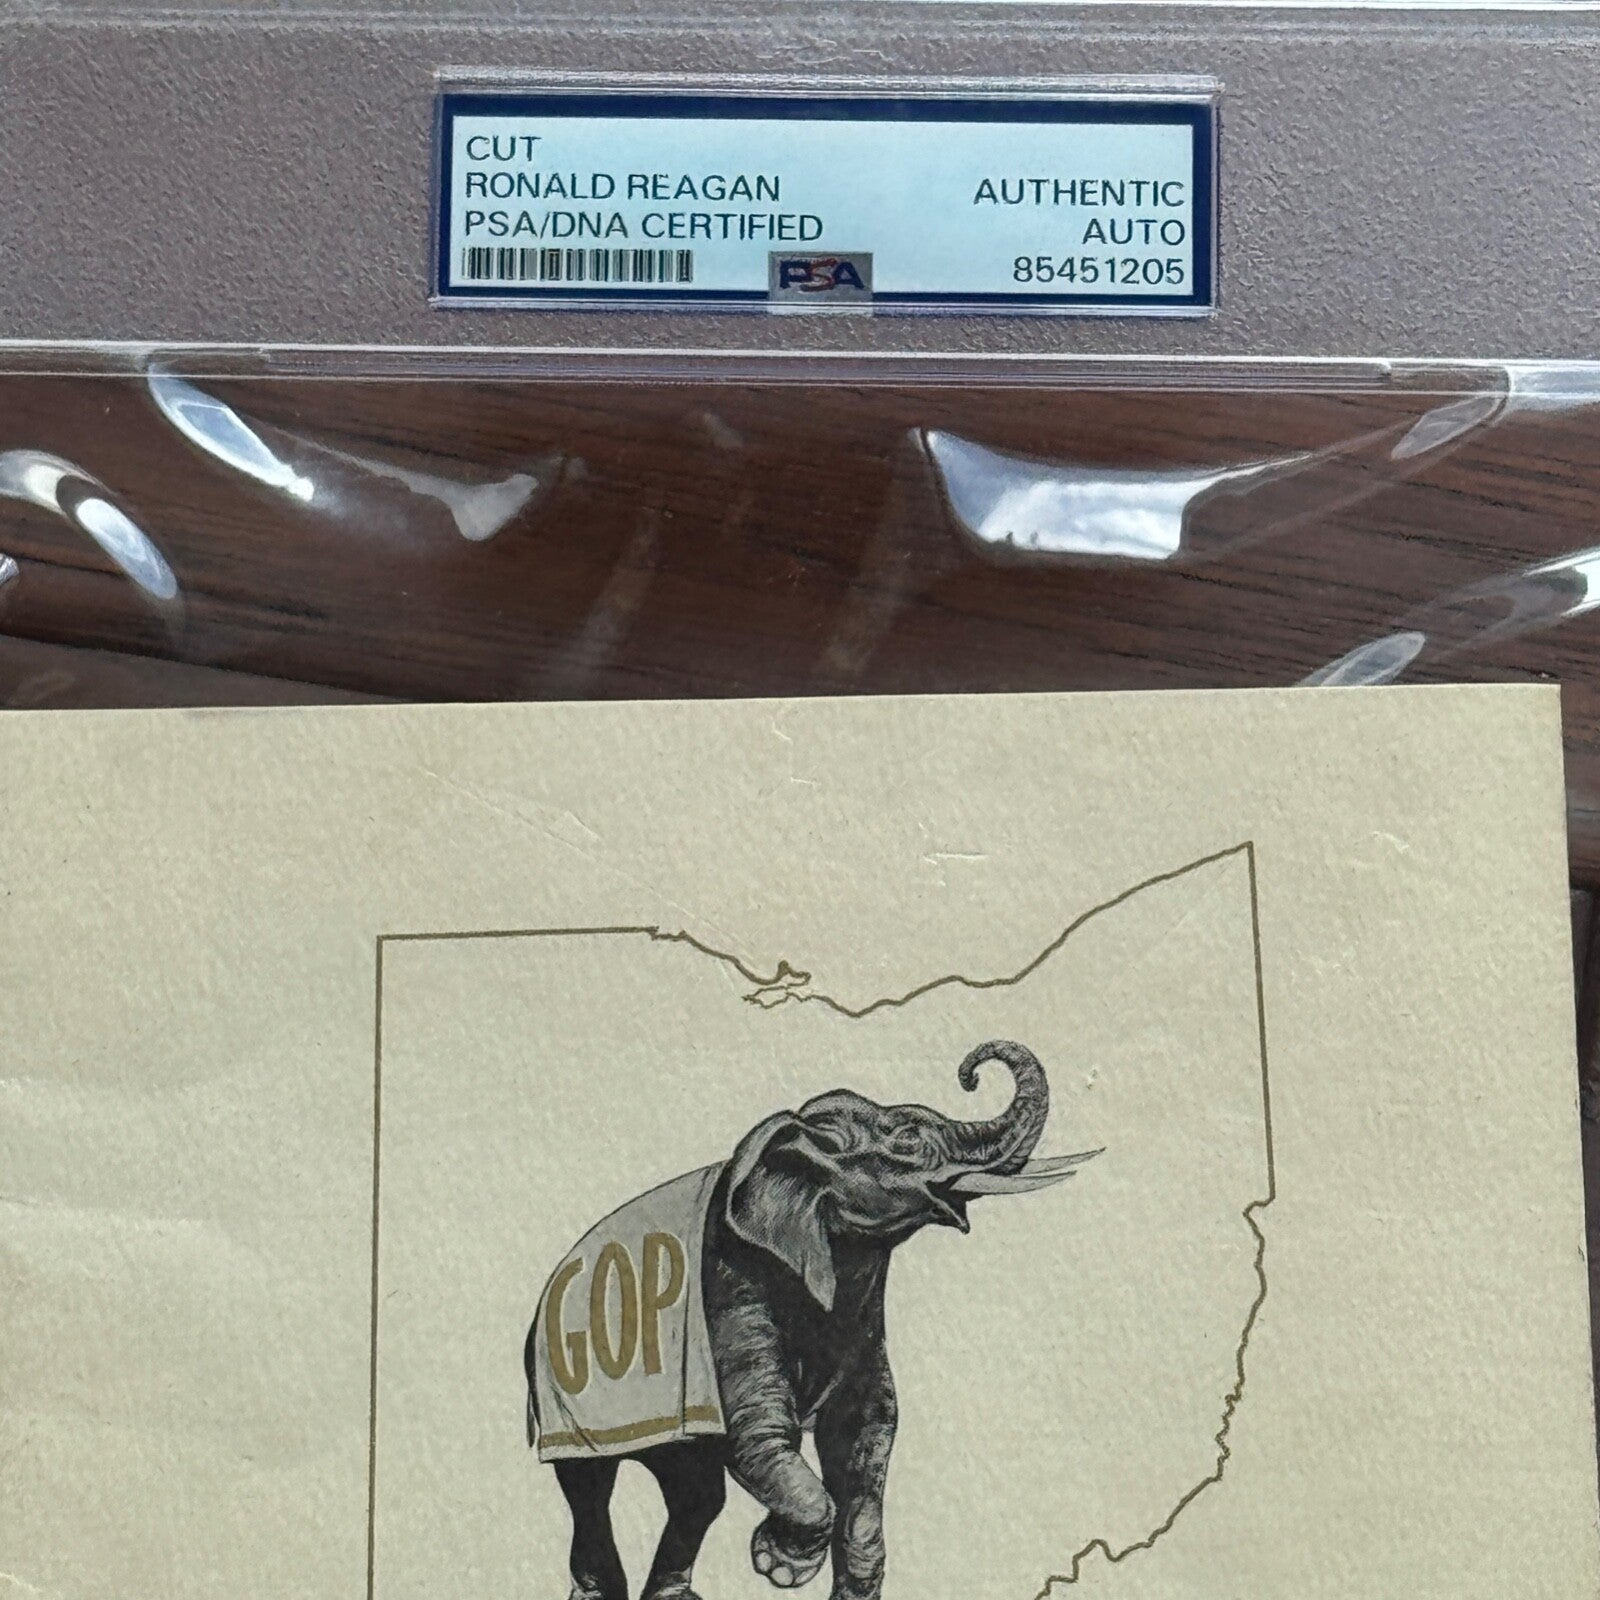 CUT
RONALD REAGAN
PSA/DNA CERTIFIED
AUTHENTIC
AUTO
85451205
PSA
GOP